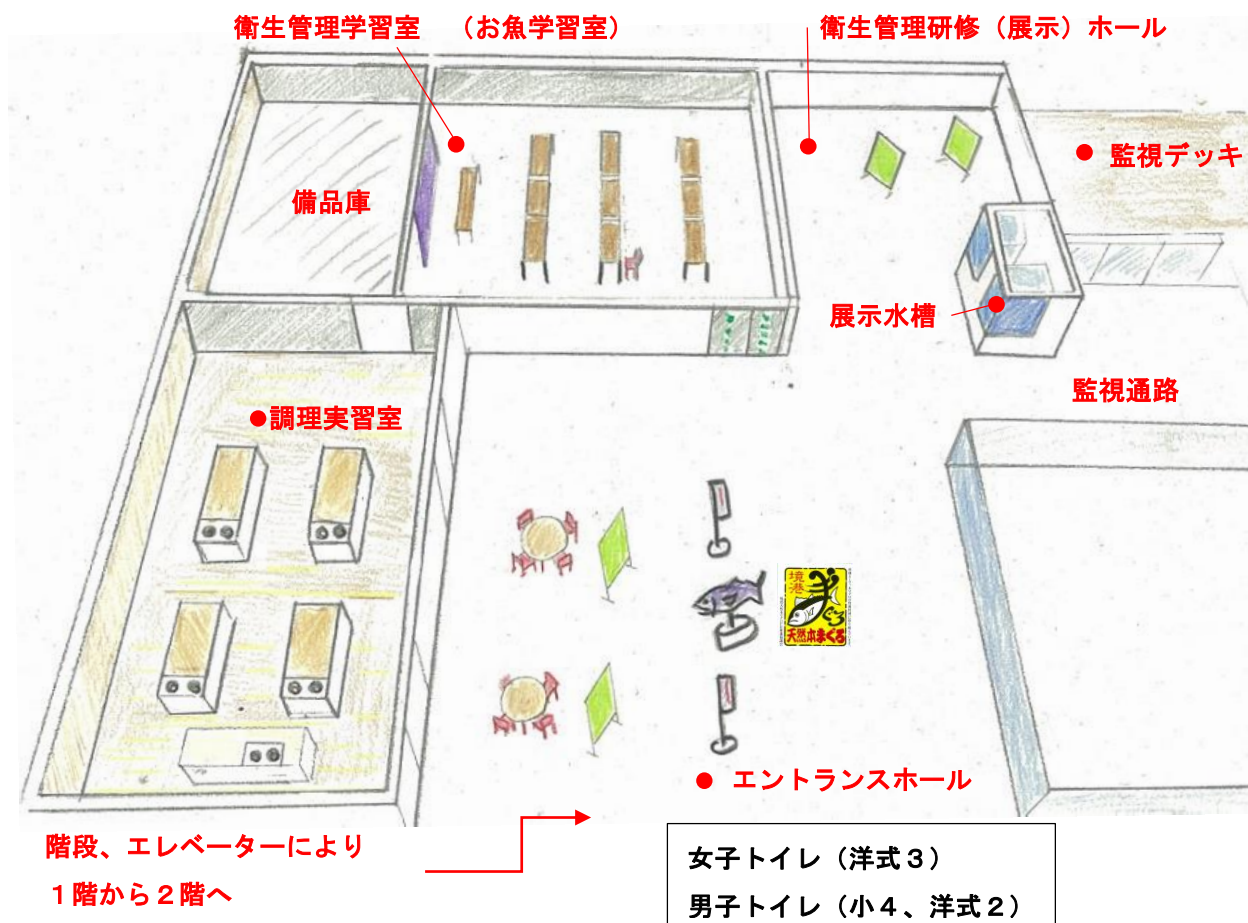 衛生管理学習室　（お魚学習室）
衛生管理研修（展示）ホール
監視デッキ
備品庫
展示水槽
監視通路
調理実習室
境港
まぐろ
天然本まぐろ
エントランスホール
階段、エレベーターにより
１階から２階へ
女子トイレ（洋式３）
男子トイレ（小４、洋式２）